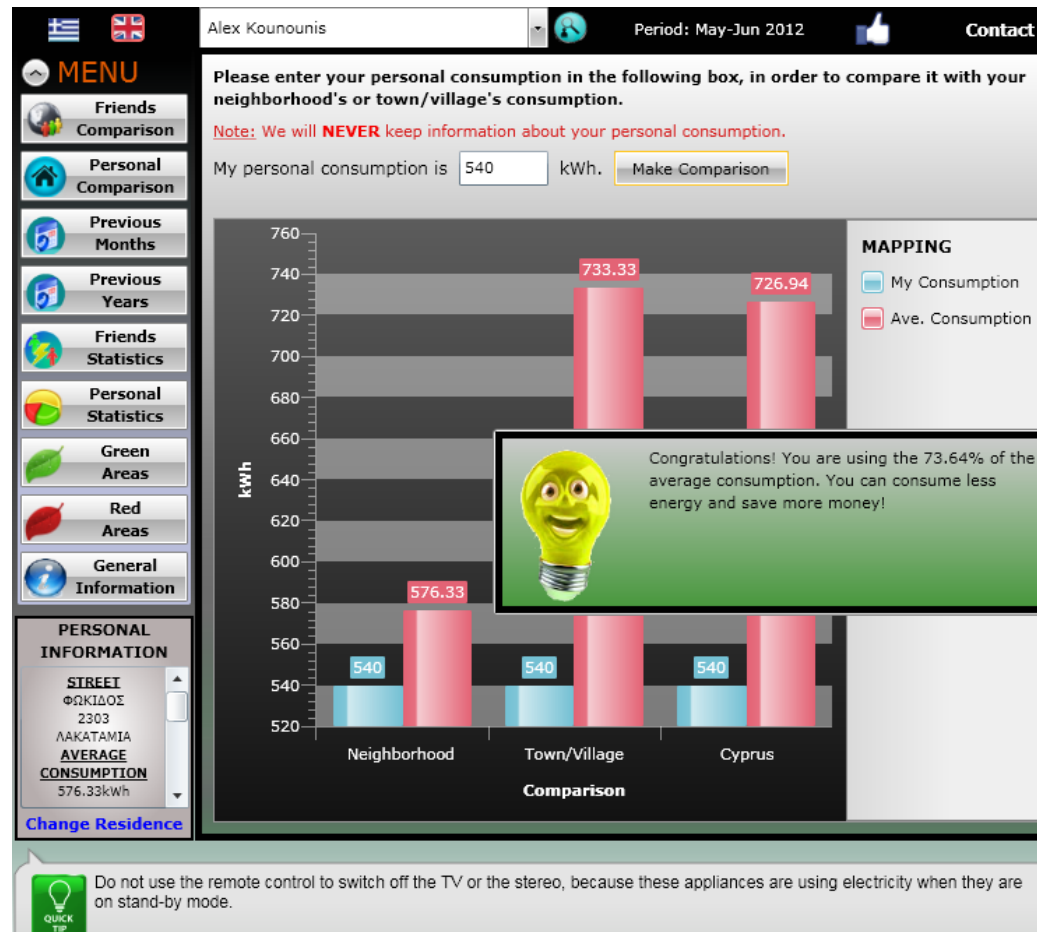 Alex Kounounis
Period: May-Jun 2012
Contact
MENU
Friends
Comparison
Personal
Comparison
Previous
Months
Previous
Years
Friends
Statistics
Personal
Statistics
Green
Areas
Red
Areas
General
Information
PERSONAL
INFORMATION
STREET
ΦΩΚΙΔΟΣ
2303
ΛΑΚΑΤΑΜΙΑ
AVERAGE
CONSUMPTION
576.33kWh
Change Residence
Please enter your personal consumption in the following box, in order to compare it with your
neighborhood's or town/village's consumption.
Note: We will NEVER keep information about your personal consumption.
My personal consumption is 540 kWh. Make Comparison
760
740
720
700
680
660
640
620
600
580
560
540
520
kWh
733.33
726.94
576.33
540
540
540
Neighborhood
Town/Village
Cyprus
Comparison
MAPPING
My Consumption
Ave. Consumption
Congratulations! You are using the 73.64% of the
average consumption. You can consume less
energy and save more money!
QUICK
TIP
Do not use the remote control to switch off the TV or the stereo, because these appliances are using electricity when they are
on stand-by mode.